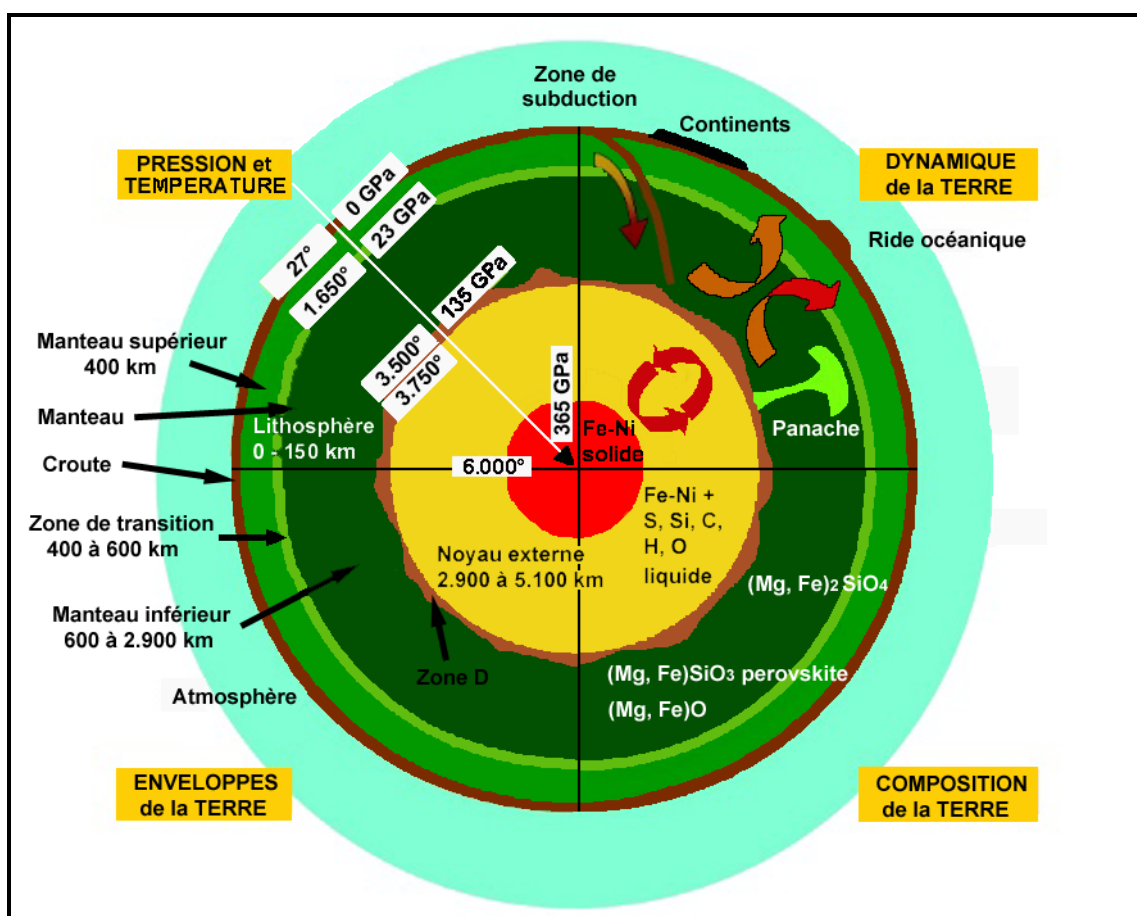 Zone de
subduction
Continents
PRESSION et
TEMPERATURE
DYNAMIQUE
de la TERRE
0 GPa
23 GPa
27°
1.650°
135 GPa
3.500°
3.750°
365 GPa
6.000°
Ride océanique
Manteau supérieur
400 km
Manteau
Lithosphère
0 - 150 km
Croute
Fe-Ni
solide
Panache
Zone de transition
400 à 600 km
Noyau externe
2.900 à 5.100 km
Fe-Ni +
S, Si, C,
H, O
liquide
(Mg, Fe)2 SiO4
Manteau inférieur
600 à 2.900 km
Zone D
Atmosphère
(Mg, Fe)SiO3 perovskite
(Mg, Fe)O
ENVELOPPES
de la TERRE
COMPOSITION
de la TERRE